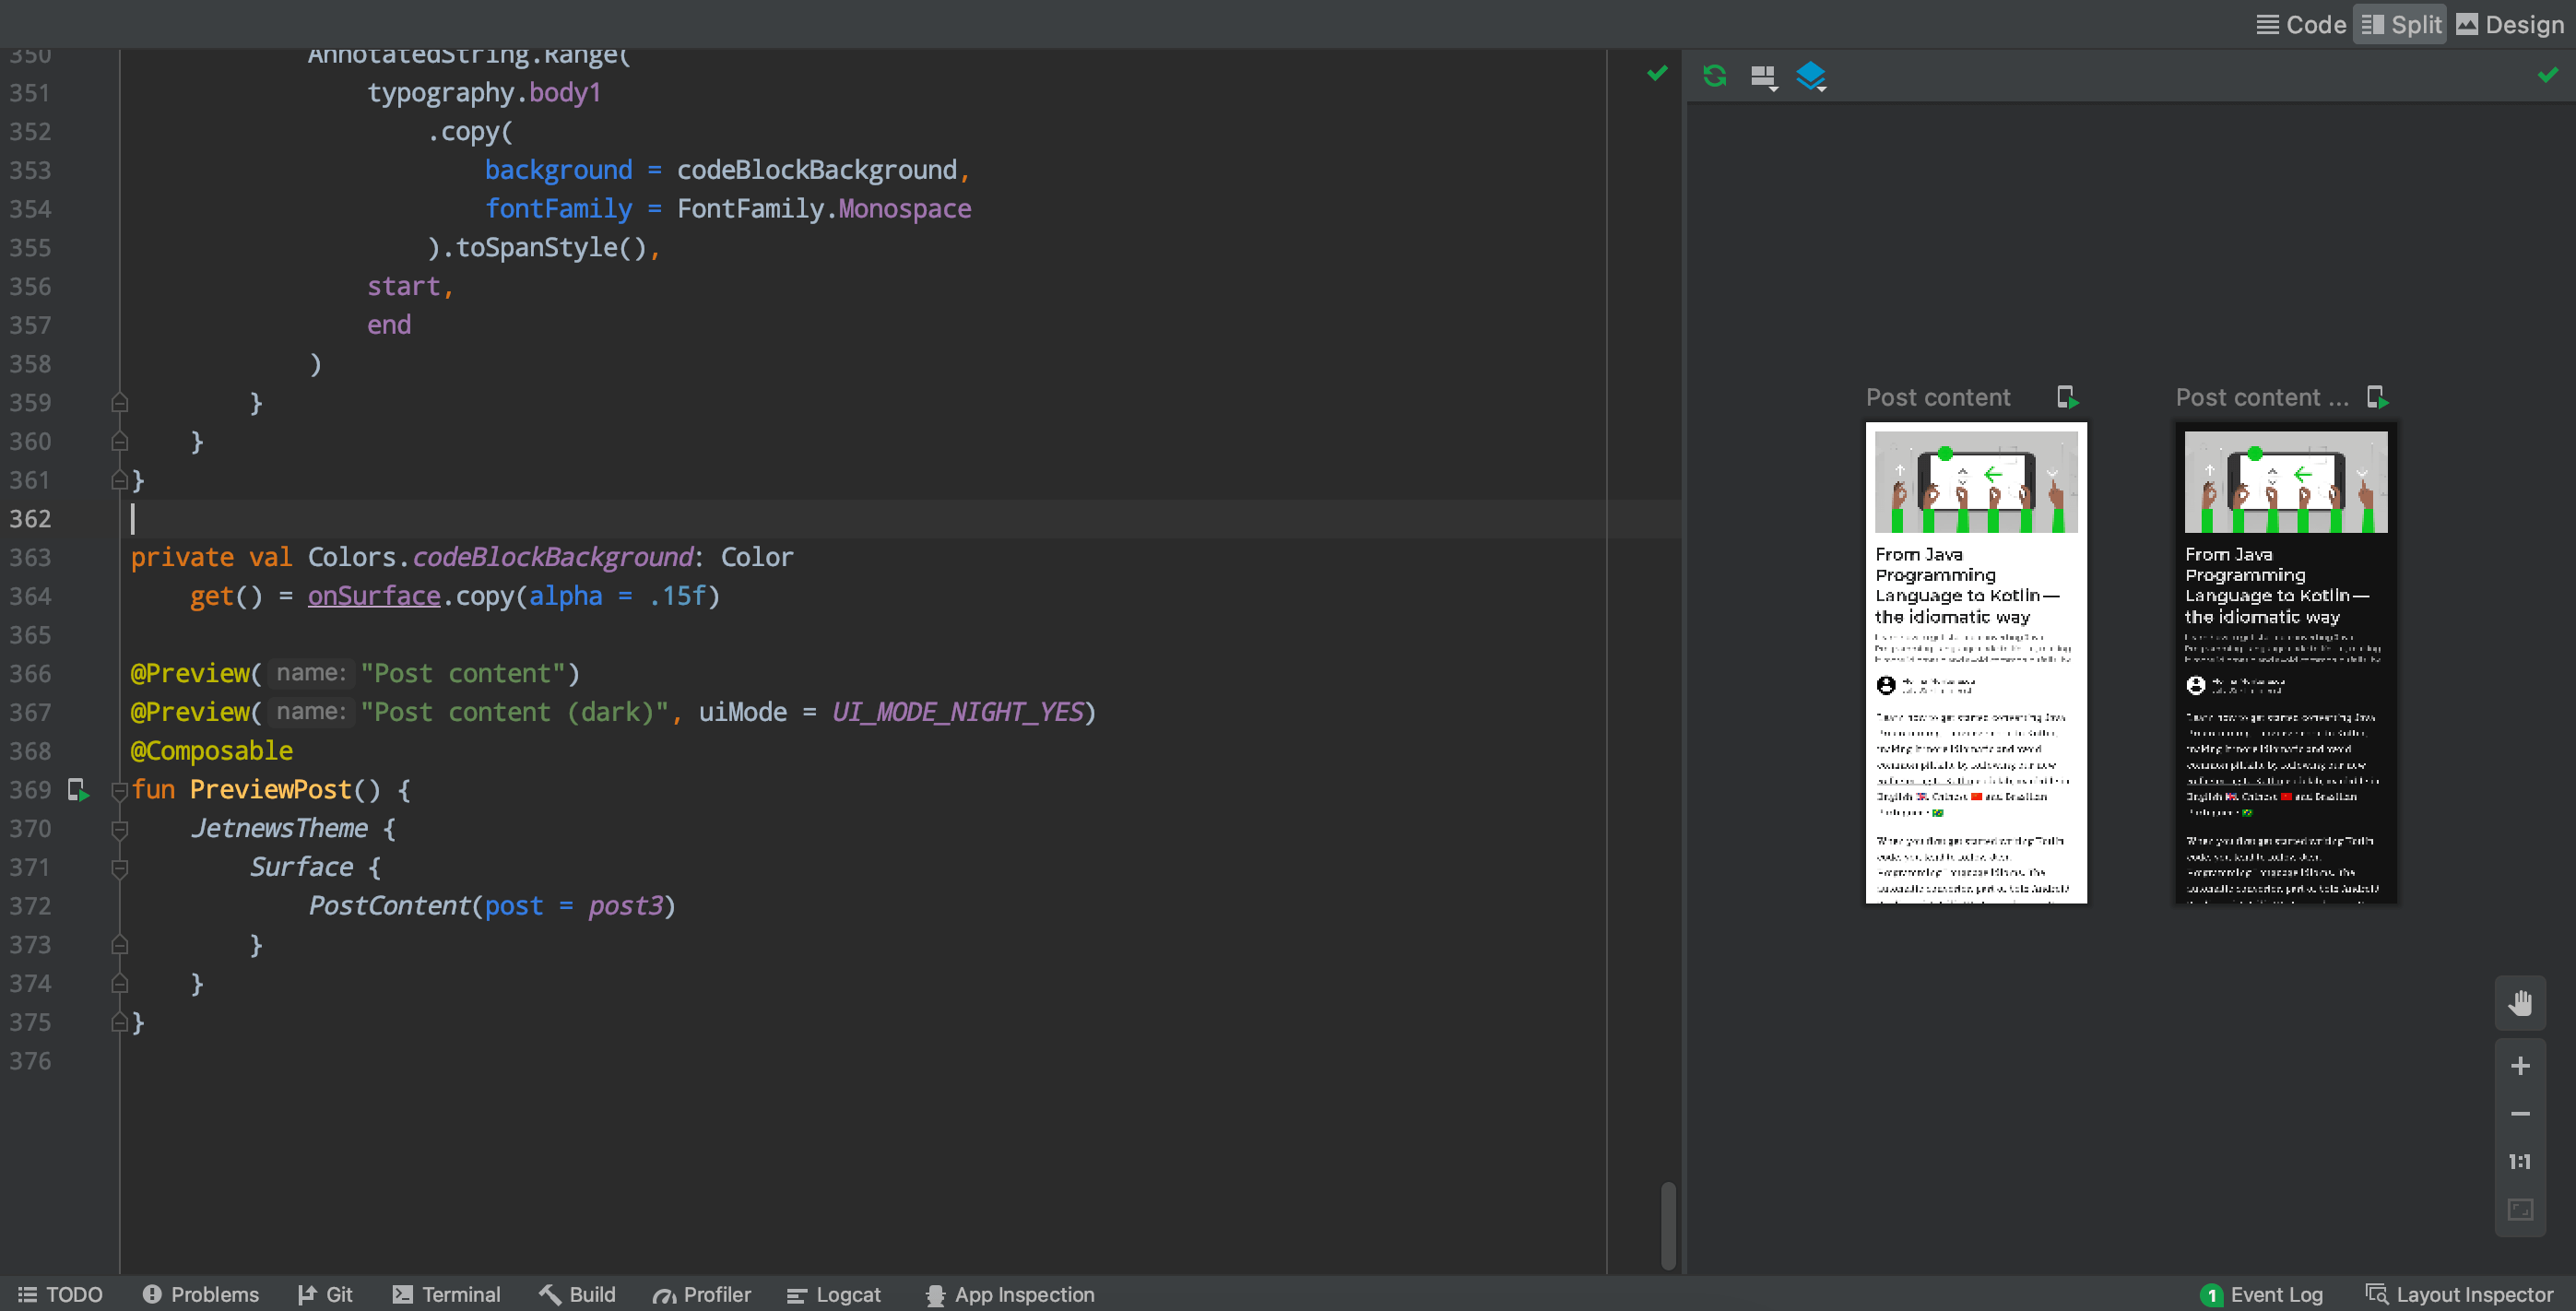 Code Split Design
350 AnnotatedString.Range(
351 typography.body1
352 .copy(
353 background = codeBlockBackground,
354 fontFamily = FontFamily.Monospace
355 ).toSpanStyle(),
356 start,
357 end
358 )
359 }
360 }
361 }
362
363 private val Colors.codeBlockBackground: Color
364 get() = onSurface.copy(alpha = .15f)
365
366 @Preview( name: "Post content")
367 @Preview( name: "Post content (dark)", uiMode = UI_MODE_NIGHT_YES)
368 @Composable
369 fun PreviewPost() {
370 JetnewsTheme {
371 Surface {
372 PostContent(post = post3)
373 }
374 }
375 }
376
Post content
From Java
Programming
Language to Kotlin—
the idiomatic way
Post content ...
From Java
Programming
Language to Kotlin—
the idiomatic way
1:1
TODO Problems Git Terminal Build Profiler Logcat App Inspection 1 Event Log Layout Inspector